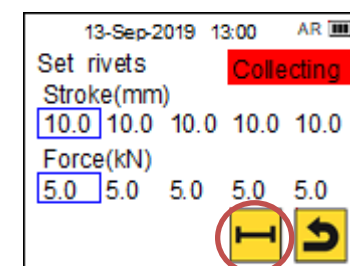 13-Sep-2019 13:00 AR
Set rivets Collecting
Stroke(mm)
10.0 10.0 10.0 10.0 10.0
Force(kN)
5.0 5.0 5.0 5.0 5.0